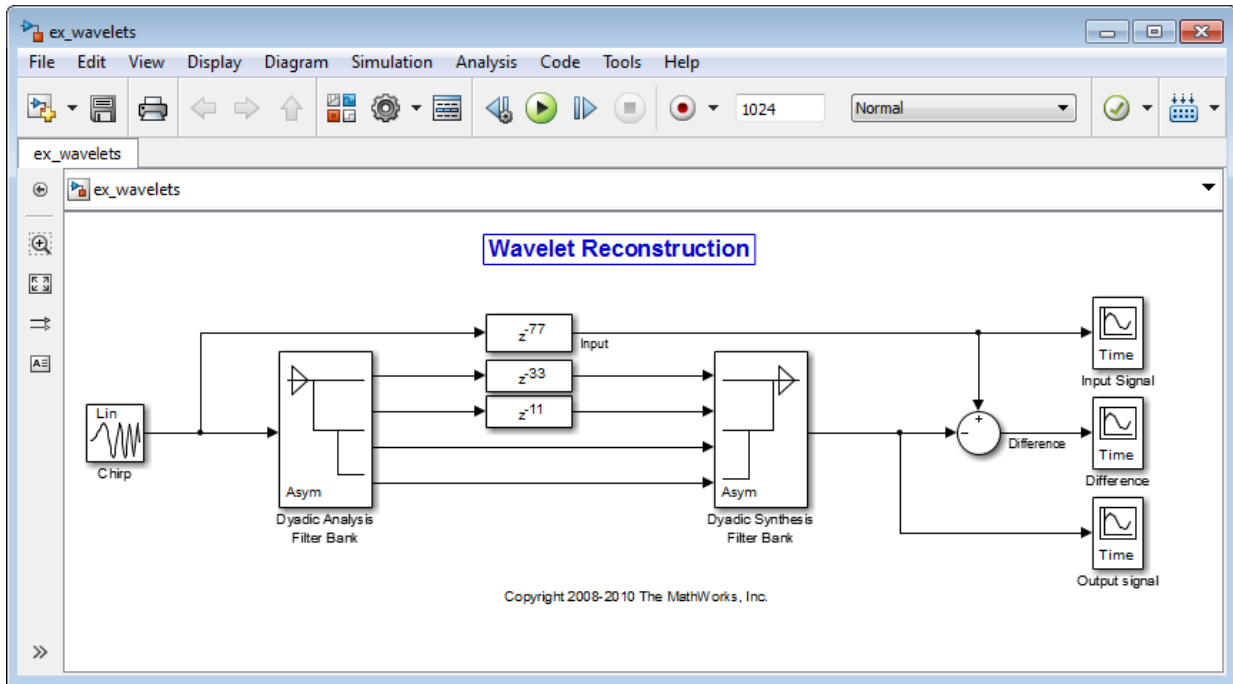 ex_wavelets
File Edit View Display Diagram Simulation Analysis Code Tools Help
1024 Normal
ex_wavelets
ex_wavelets
Wavelet Reconstruction
z-77
Input
z-33
z-11
Lin
Chirp
Asym
Dyadic Analysis
Filter Bank
Asym
Dyadic Synthesis
Filter Bank
Time
Input Signal
Difference
Time
Difference
Time
Output signal
Copyright 2008-2010 The MathWorks, Inc.